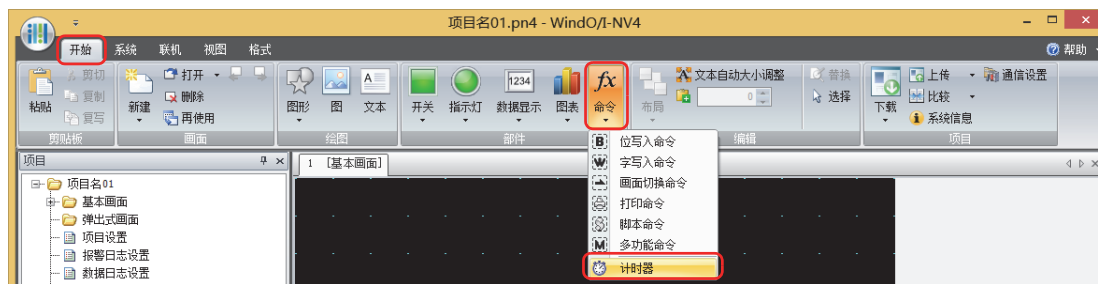 项目名01.pn4 - WindO/I-NV4
开始 系统 联机 视图 格式 帮助
粘贴 剪切 复制 复写 剪贴板
新建 打开 删除 再使用 画面
图形 图 文本 绘图
开关 指示灯 数据显示 1234 图表 命令 部件
布局 文本自动大小调整 0 替换 选择 编辑
下载 上传 比较 系统信息 通信设置 项目
项目
1 [基本画面]
项目名01
基本画面
弹出式画面
项目设置
报警日志设置
数据日志设置
B 位写入命令
W 字写入命令
画面切换命令
打印命令
脚本命令
M 多功能命令
计时器